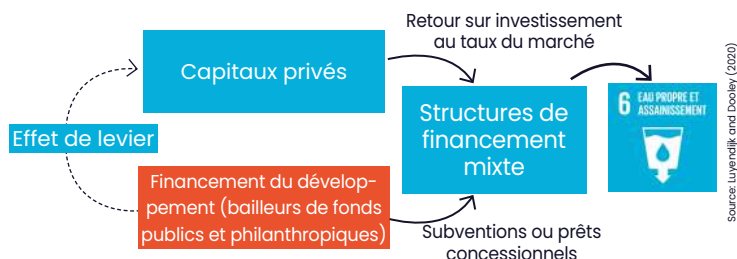 Retour sur investissement
au taux du marché
Capitaux privés
Effet de levier
Structures de
financement
mixte
6 EAU PROPRE ET
ASSAINISSEMENT
Financement du dévelop-
pement (bailleurs de fonds
publics et philanthropiques)
Subventions ou prêts
concessionnels
Source: Luyendijk and Dooley (2020)